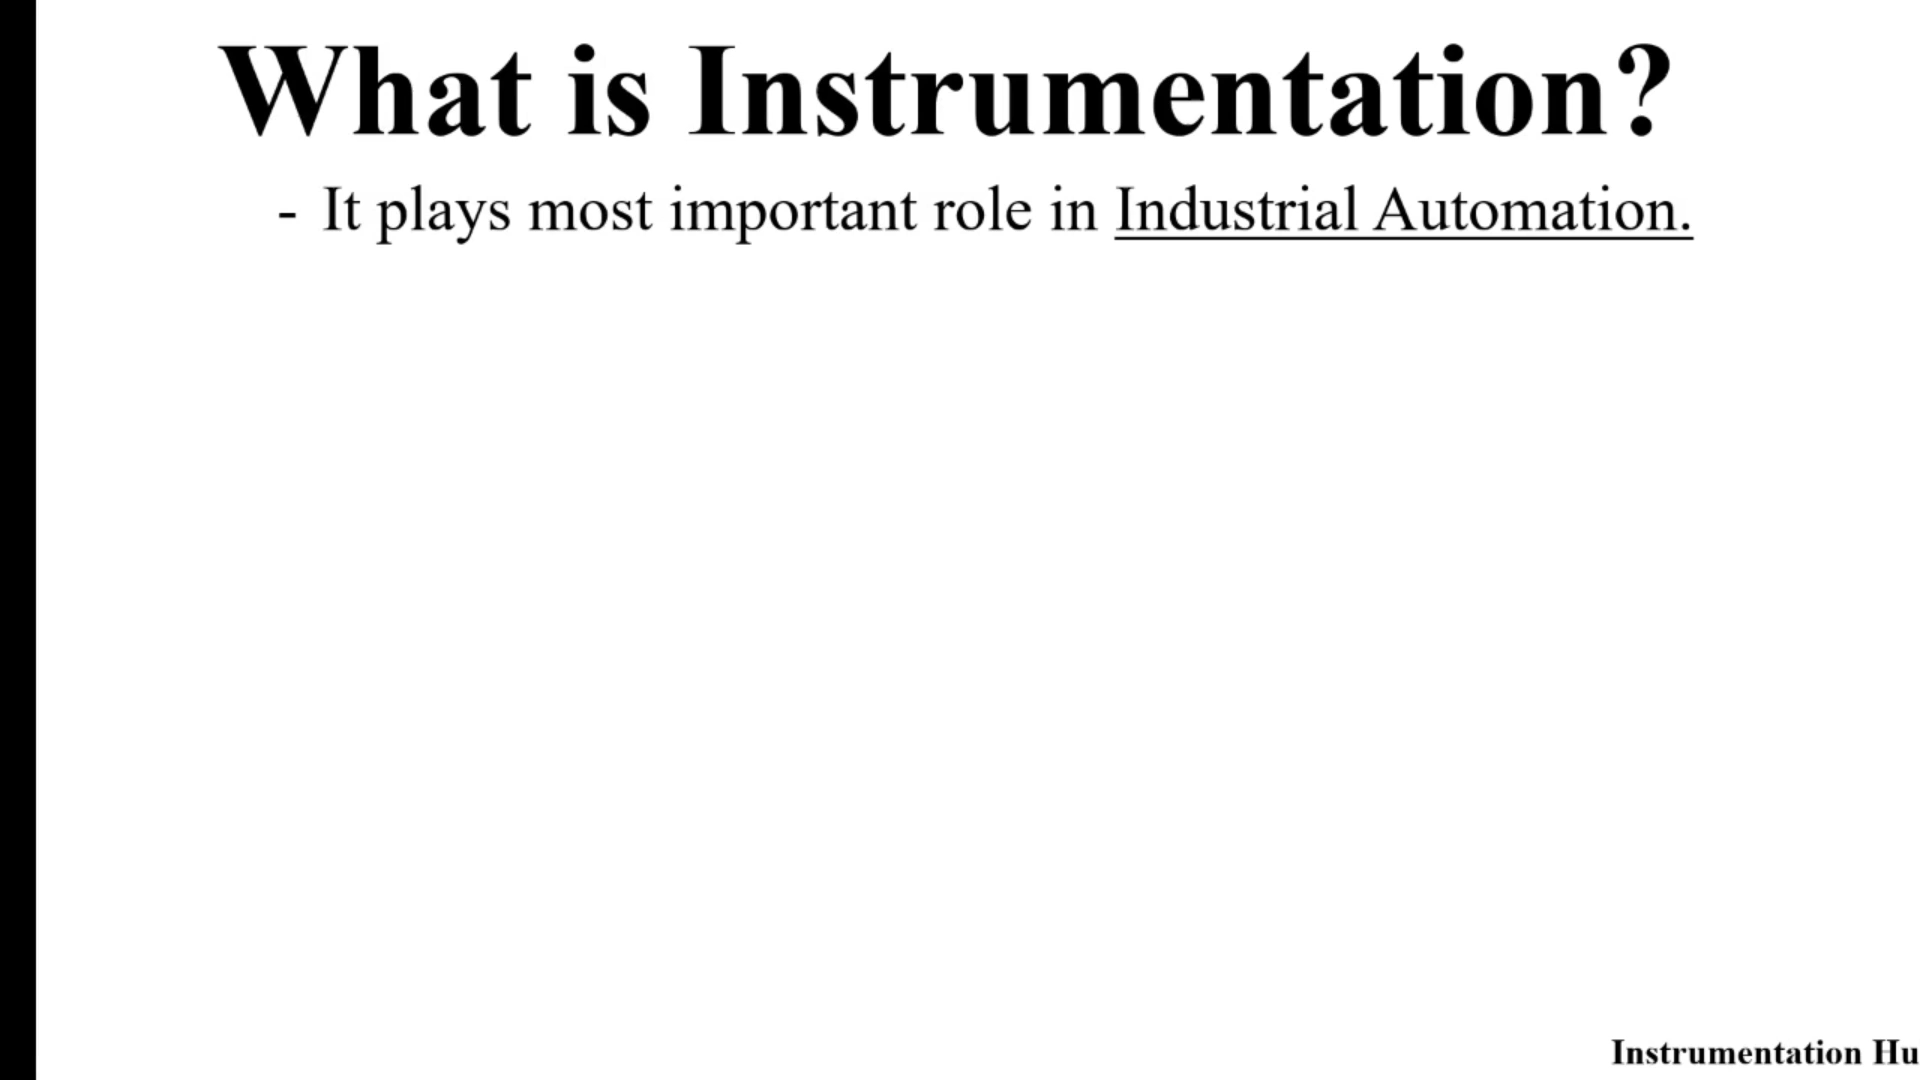 What is Instrumentation?
- It plays most important role in Industrial Automation.
Instrumentation Hu